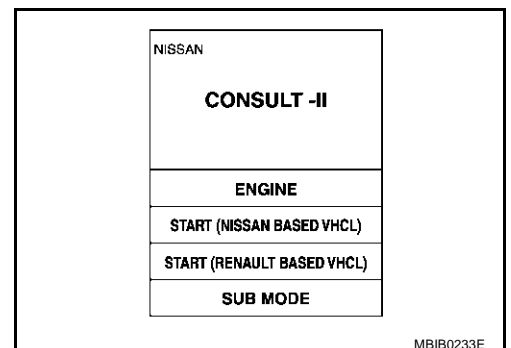 NISSAN
CONSULT -II
ENGINE
START (NISSAN BASED VHCL)
START (RENAULT BASED VHCL)
SUB MODE
MBIB0233E